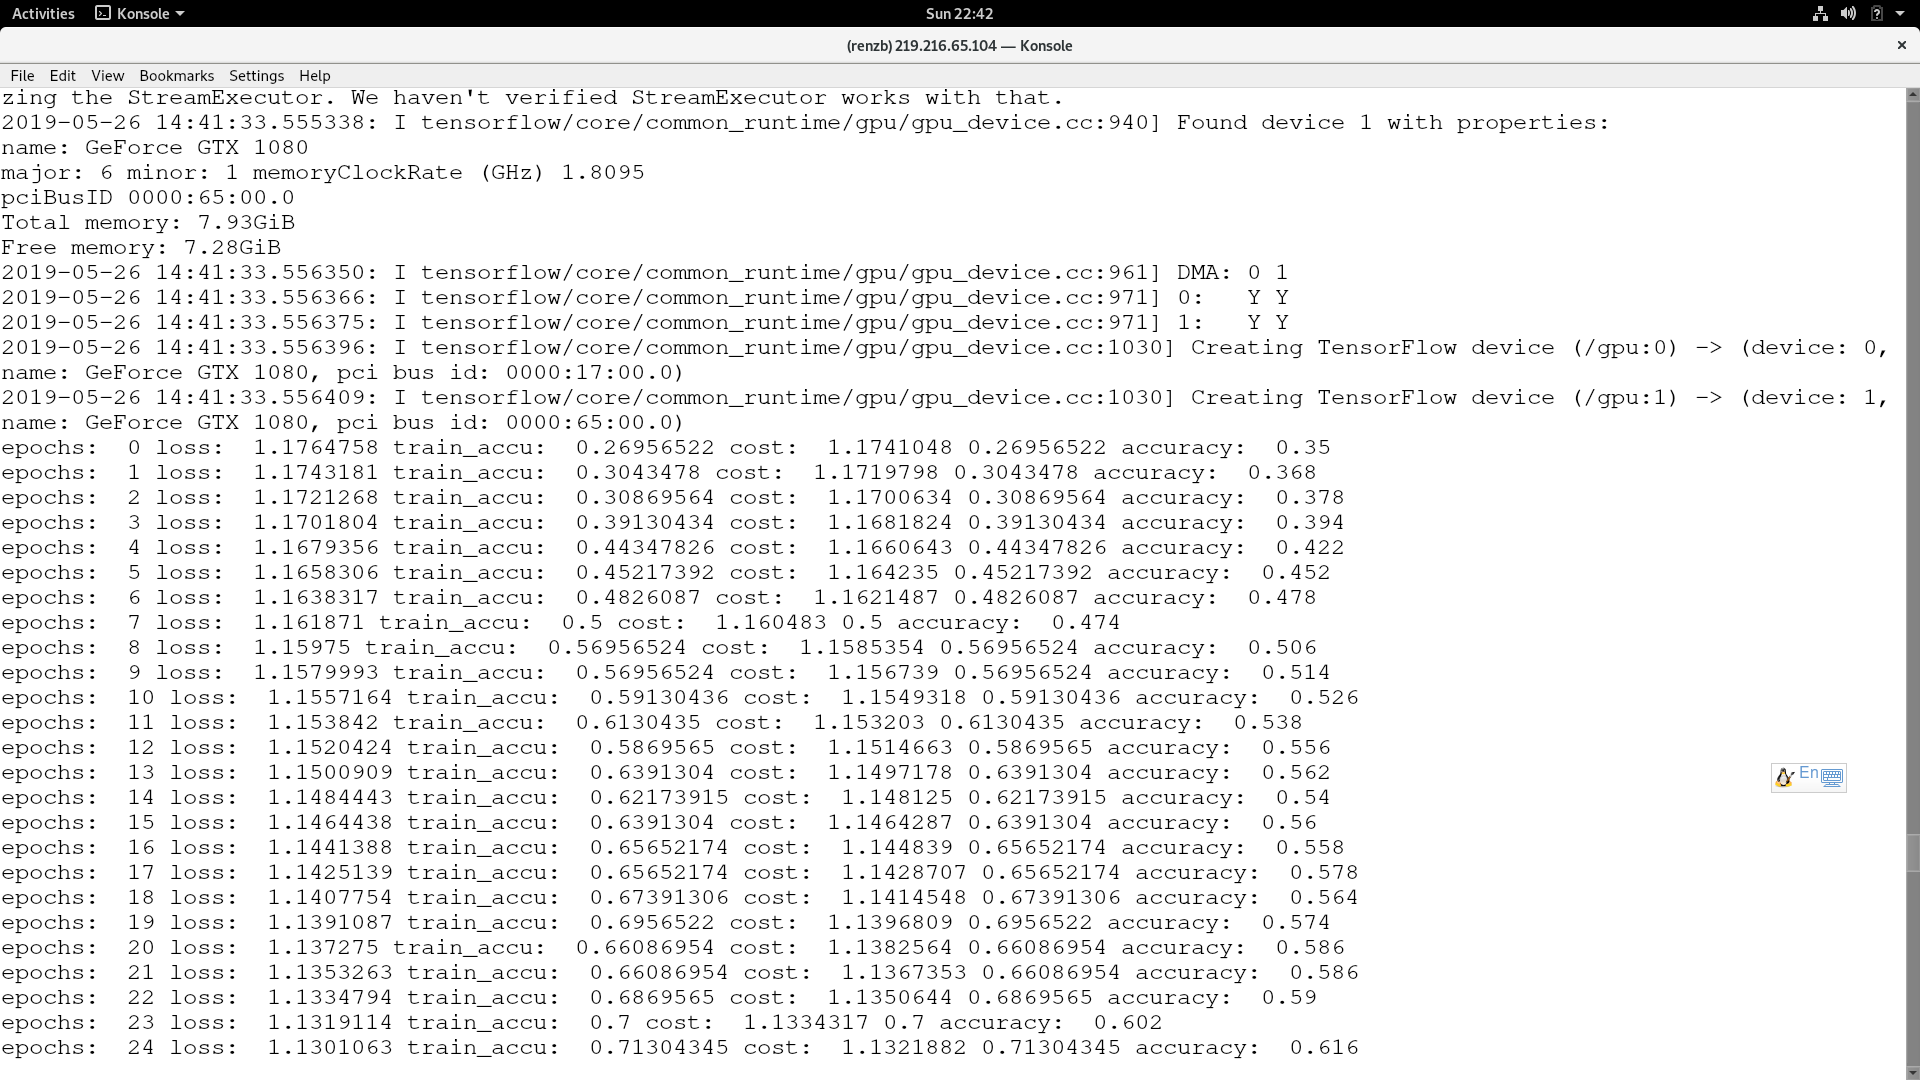 Activities Konsole Sun 22:42
(renzb) 219.216.65.104 — Konsole
File Edit View Bookmarks Settings Help
zing the StreamExecutor. We haven't verified StreamExecutor works with that.
2019-05-26 14:41:33.555338: I tensorflow/core/common_runtime/gpu/gpu_device.cc:940] Found device 1 with properties:
name: GeForce GTX 1080
major: 6 minor: 1 memoryClockRate (GHz) 1.8095
pciBusID 0000:65:00.0
Total memory: 7.93GiB
Free memory: 7.28GiB
2019-05-26 14:41:33.556350: I tensorflow/core/common_runtime/gpu/gpu_device.cc:961] DMA: 0 1
2019-05-26 14:41:33.556366: I tensorflow/core/common_runtime/gpu/gpu_device.cc:971] 0:   Y Y
2019-05-26 14:41:33.556375: I tensorflow/core/common_runtime/gpu/gpu_device.cc:971] 1:   Y Y
2019-05-26 14:41:33.556396: I tensorflow/core/common_runtime/gpu/gpu_device.cc:1030] Creating TensorFlow device (/gpu:0) -> (device: 0,
name: GeForce GTX 1080, pci bus id: 0000:17:00.0)
2019-05-26 14:41:33.556409: I tensorflow/core/common_runtime/gpu/gpu_device.cc:1030] Creating TensorFlow device (/gpu:1) -> (device: 1,
name: GeForce GTX 1080, pci bus id: 0000:65:00.0)
epochs:  0 loss:  1.1764758 train_accu:  0.26956522 cost:  1.1741048 0.26956522 accuracy:  0.35
epochs:  1 loss:  1.1743181 train_accu:  0.3043478 cost:  1.1719798 0.3043478 accuracy:  0.368
epochs:  2 loss:  1.1721268 train_accu:  0.30869564 cost:  1.1700634 0.30869564 accuracy:  0.378
epochs:  3 loss:  1.1701804 train_accu:  0.39130434 cost:  1.1681824 0.39130434 accuracy:  0.394
epochs:  4 loss:  1.1679356 train_accu:  0.44347826 cost:  1.1660643 0.44347826 accuracy:  0.422
epochs:  5 loss:  1.1658306 train_accu:  0.45217392 cost:  1.164235 0.45217392 accuracy:  0.452
epochs:  6 loss:  1.1638317 train_accu:  0.4826087 cost:  1.1621487 0.4826087 accuracy:  0.478
epochs:  7 loss:  1.161871 train_accu:  0.5 cost:  1.160483 0.5 accuracy:  0.474
epochs:  8 loss:  1.15975 train_accu:  0.56956524 cost:  1.1585354 0.56956524 accuracy:  0.506
epochs:  9 loss:  1.1579993 train_accu:  0.56956524 cost:  1.156739 0.56956524 accuracy:  0.514
epochs:  10 loss:  1.1557164 train_accu:  0.59130436 cost:  1.1549318 0.59130436 accuracy:  0.526
epochs:  11 loss:  1.153842 train_accu:  0.6130435 cost:  1.153203 0.6130435 accuracy:  0.538
epochs:  12 loss:  1.1520424 train_accu:  0.5869565 cost:  1.1514663 0.5869565 accuracy:  0.556
epochs:  13 loss:  1.1500909 train_accu:  0.6391304 cost:  1.1497178 0.6391304 accuracy:  0.562
epochs:  14 loss:  1.1484443 train_accu:  0.62173915 cost:  1.148125 0.62173915 accuracy:  0.54
epochs:  15 loss:  1.1464438 train_accu:  0.6391304 cost:  1.1464287 0.6391304 accuracy:  0.56
epochs:  16 loss:  1.1441388 train_accu:  0.65652174 cost:  1.144839 0.65652174 accuracy:  0.558
epochs:  17 loss:  1.1425139 train_accu:  0.65652174 cost:  1.1428707 0.65652174 accuracy:  0.578
epochs:  18 loss:  1.1407754 train_accu:  0.67391306 cost:  1.1414548 0.67391306 accuracy:  0.564
epochs:  19 loss:  1.1391087 train_accu:  0.6956522 cost:  1.1396809 0.6956522 accuracy:  0.574
epochs:  20 loss:  1.137275 train_accu:  0.66086954 cost:  1.1382564 0.66086954 accuracy:  0.586
epochs:  21 loss:  1.1353263 train_accu:  0.66086954 cost:  1.1367353 0.66086954 accuracy:  0.586
epochs:  22 loss:  1.1334794 train_accu:  0.6869565 cost:  1.1350644 0.6869565 accuracy:  0.59
epochs:  23 loss:  1.1319114 train_accu:  0.7 cost:  1.1334317 0.7 accuracy:  0.602
epochs:  24 loss:  1.1301063 train_accu:  0.71304345 cost:  1.1321882 0.71304345 accuracy:  0.616
En